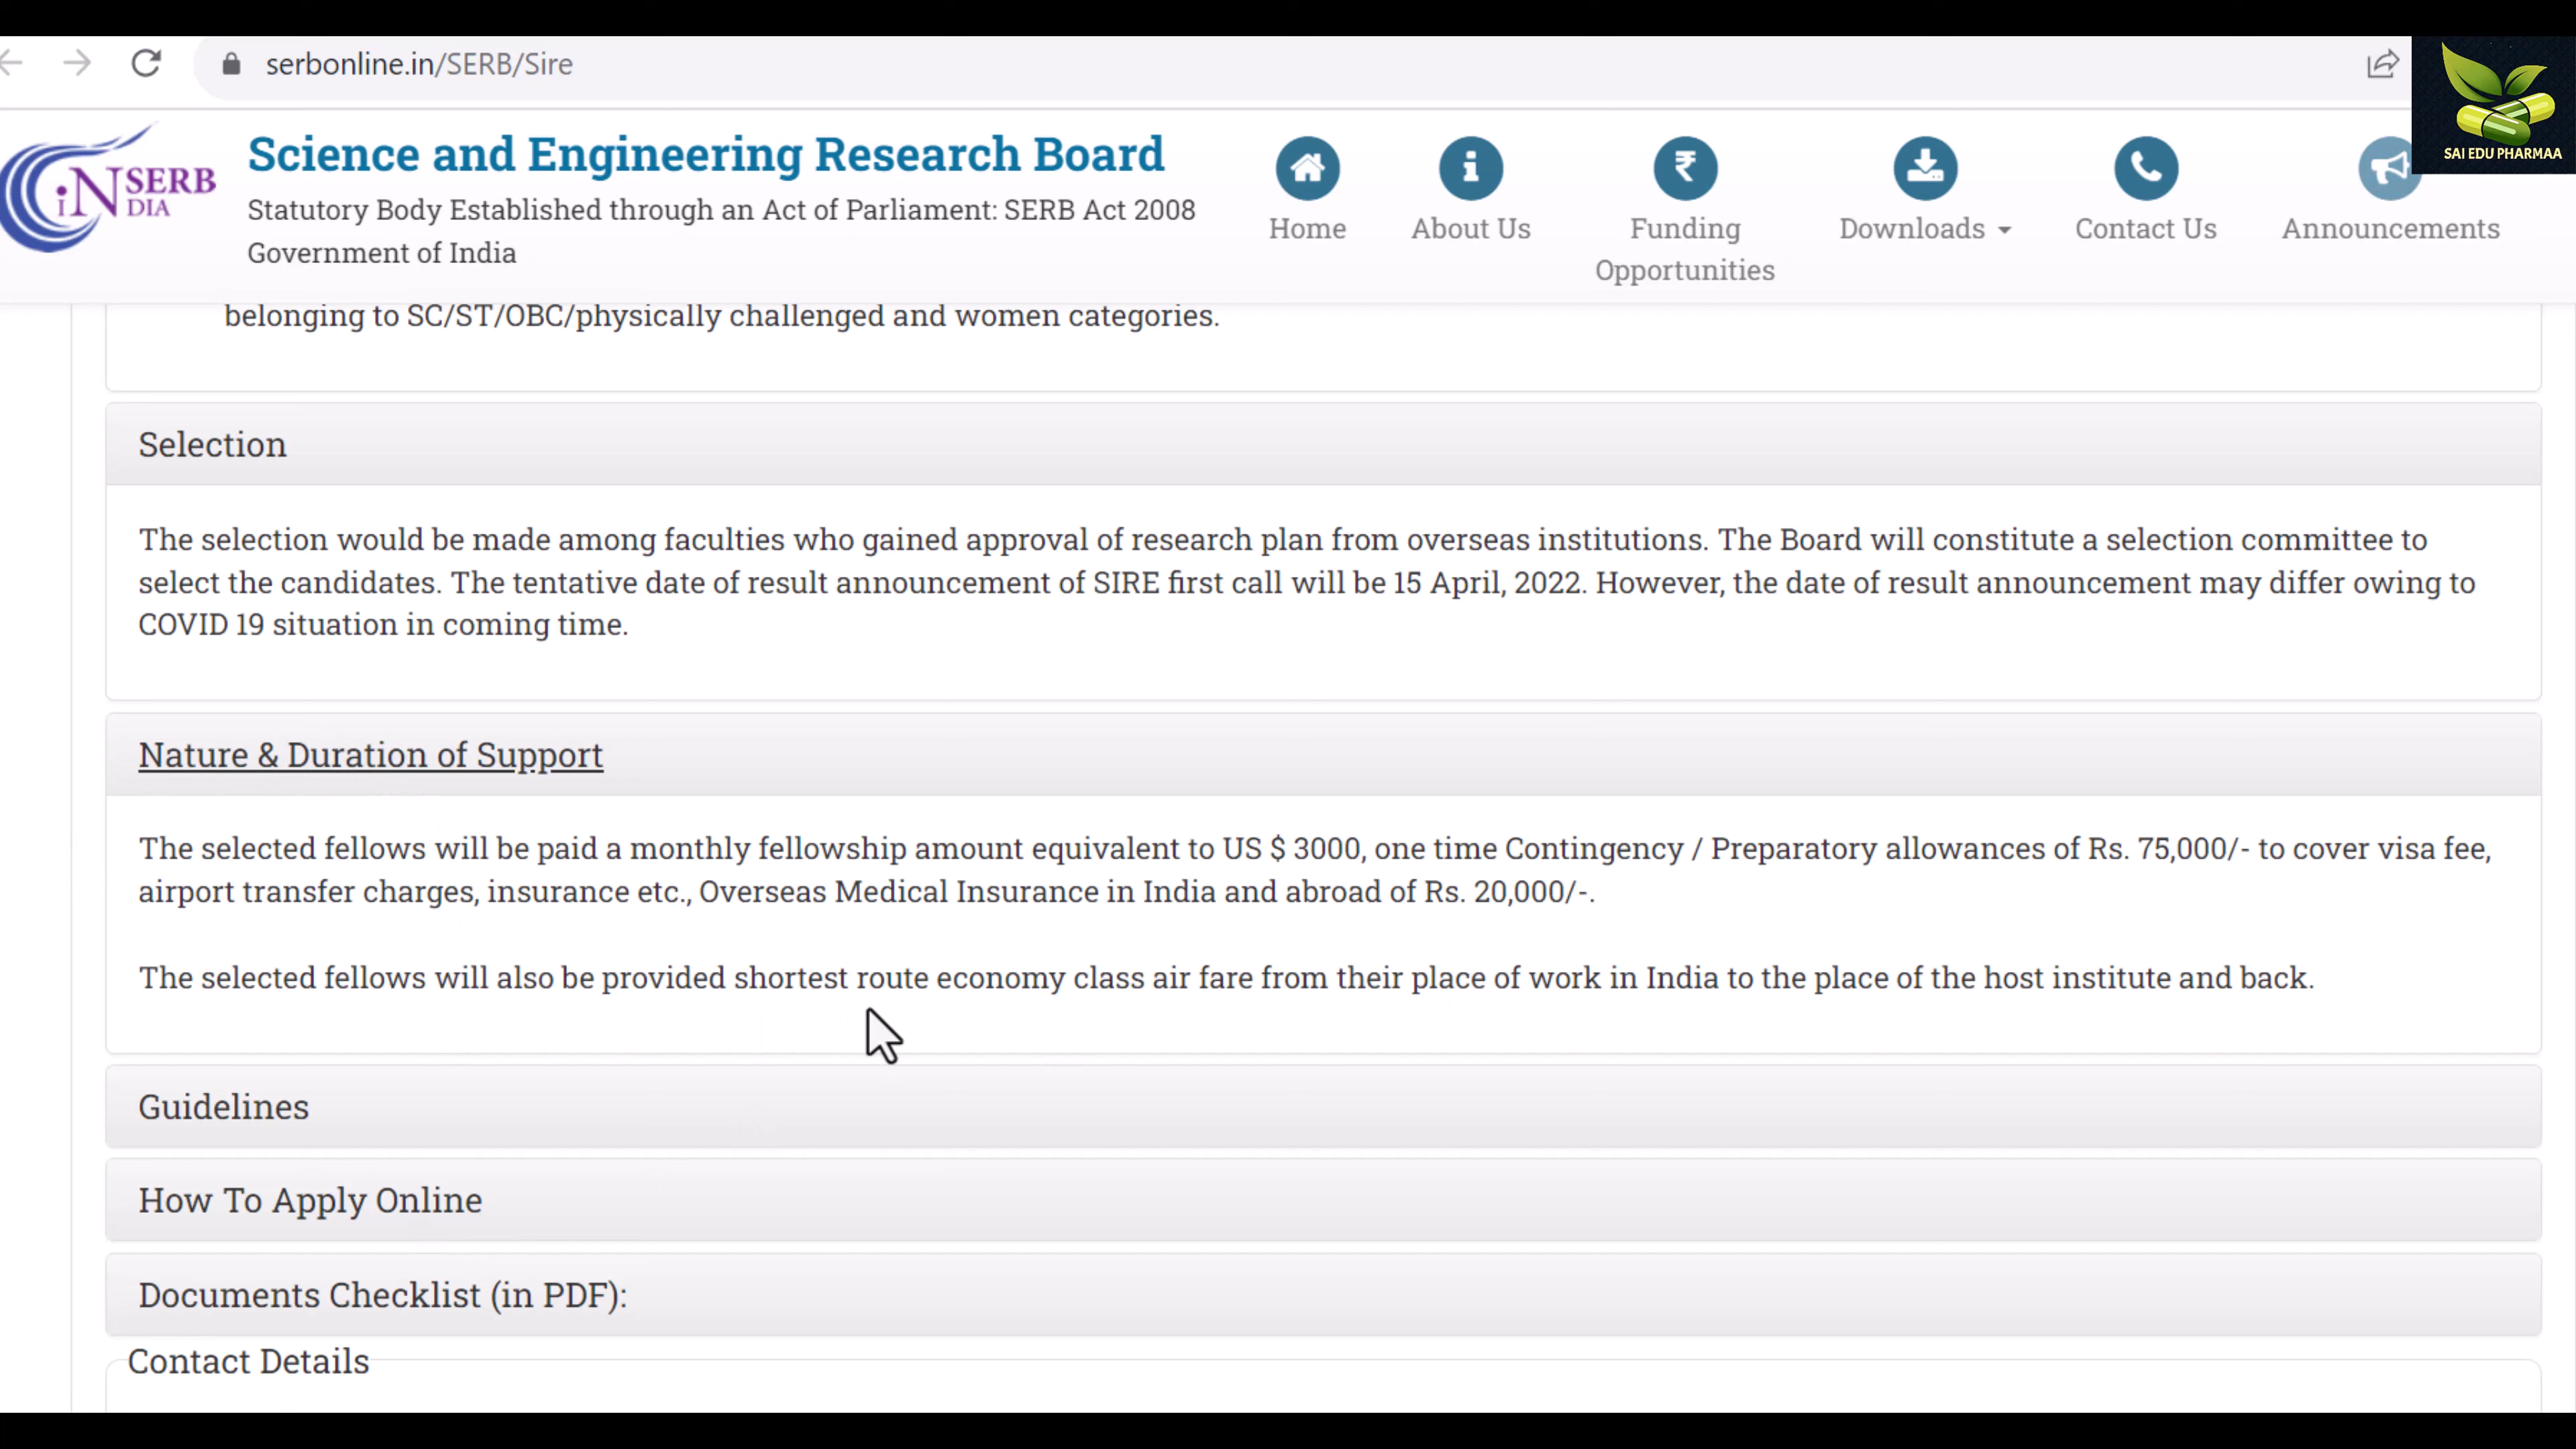 serbonline.in/SERB/Sire
SAI EDU PHARMAA
SERB
iNDIA
Science and Engineering Research Board
Statutory Body Established through an Act of Parliament: SERB Act 2008
Government of India
Home
About Us
Funding
Opportunities
Downloads
Contact Us
Announcements
belonging to SC/ST/OBC/physically challenged and women categories.
Selection
The selection would be made among faculties who gained approval of research plan from overseas institutions. The Board will constitute a selection committee to
select the candidates. The tentative date of result announcement of SIRE first call will be 15 April, 2022. However, the date of result announcement may differ owing to
COVID 19 situation in coming time.
Nature & Duration of Support
The selected fellows will be paid a monthly fellowship amount equivalent to US $ 3000, one time Contingency / Preparatory allowances of Rs. 75,000/- to cover visa fee,
airport transfer charges, insurance etc., Overseas Medical Insurance in India and abroad of Rs. 20,000/-.
The selected fellows will also be provided shortest route economy class air fare from their place of work in India to the place of the host institute and back.
Guidelines
How To Apply Online
Documents Checklist (in PDF):
Contact Details